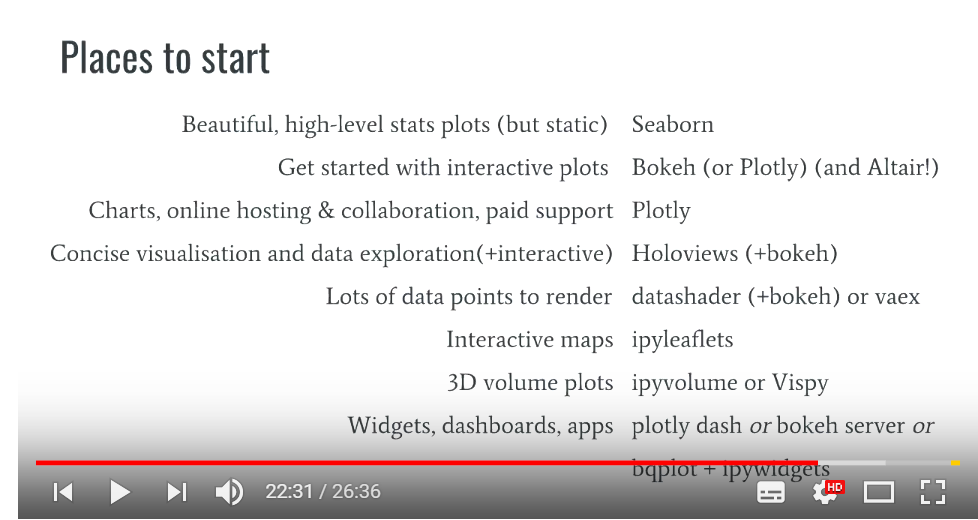 Places to start
Beautiful, high-level stats plots (but static) Seaborn
Get started with interactive plots Bokeh (or Plotly) (and Altair!)
Charts, online hosting & collaboration, paid support Plotly
Concise visualisation and data exploration(+interactive) Holoviews (+bokeh)
Lots of data points to render datashader (+bokeh) or vaex
Interactive maps ipyleaflets
3D volume plots ipyvolume or Vispy
Widgets, dashboards, apps plotly dash or bokeh server or
bqplot + ipywidgets
22:31 / 26:36 HD